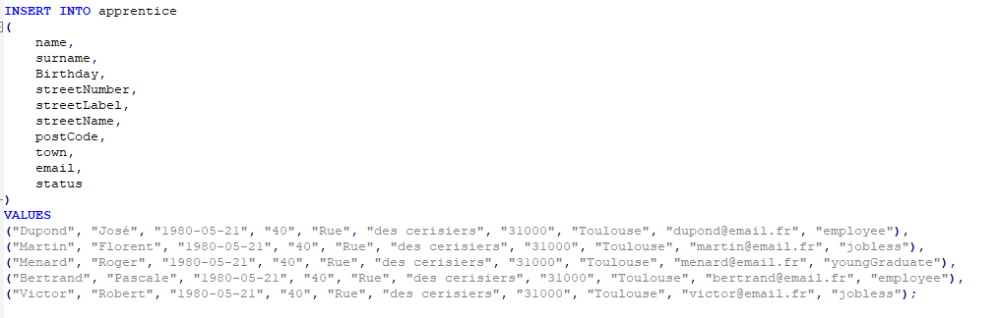 INSERT INTO apprentice
(
name,
surname,
Birthday,
streetNumber,
streetLabel,
streetName,
postCode,
town,
email,
status
)
VALUES
("Dupond", "José", "1980-05-21", "40", "Rue", "des cerisiers", "31000", "Toulouse", "dupond@email.fr", "employee"),
("Martin", "Florent", "1980-05-21", "40", "Rue", "des cerisiers", "31000", "Toulouse", "martin@email.fr", "jobless"),
("Menard", "Roger", "1980-05-21", "40", "Rue", "des cerisiers", "31000", "Toulouse", "menard@email.fr", "youngGraduate"),
("Bertrand", "Pascale", "1980-05-21", "40", "Rue", "des cerisiers", "31000", "Toulouse", "bertrand@email.fr", "employee"),
("Victor", "Robert", "1980-05-21", "40", "Rue", "des cerisiers", "31000", "Toulouse", "victor@email.fr", "jobless");